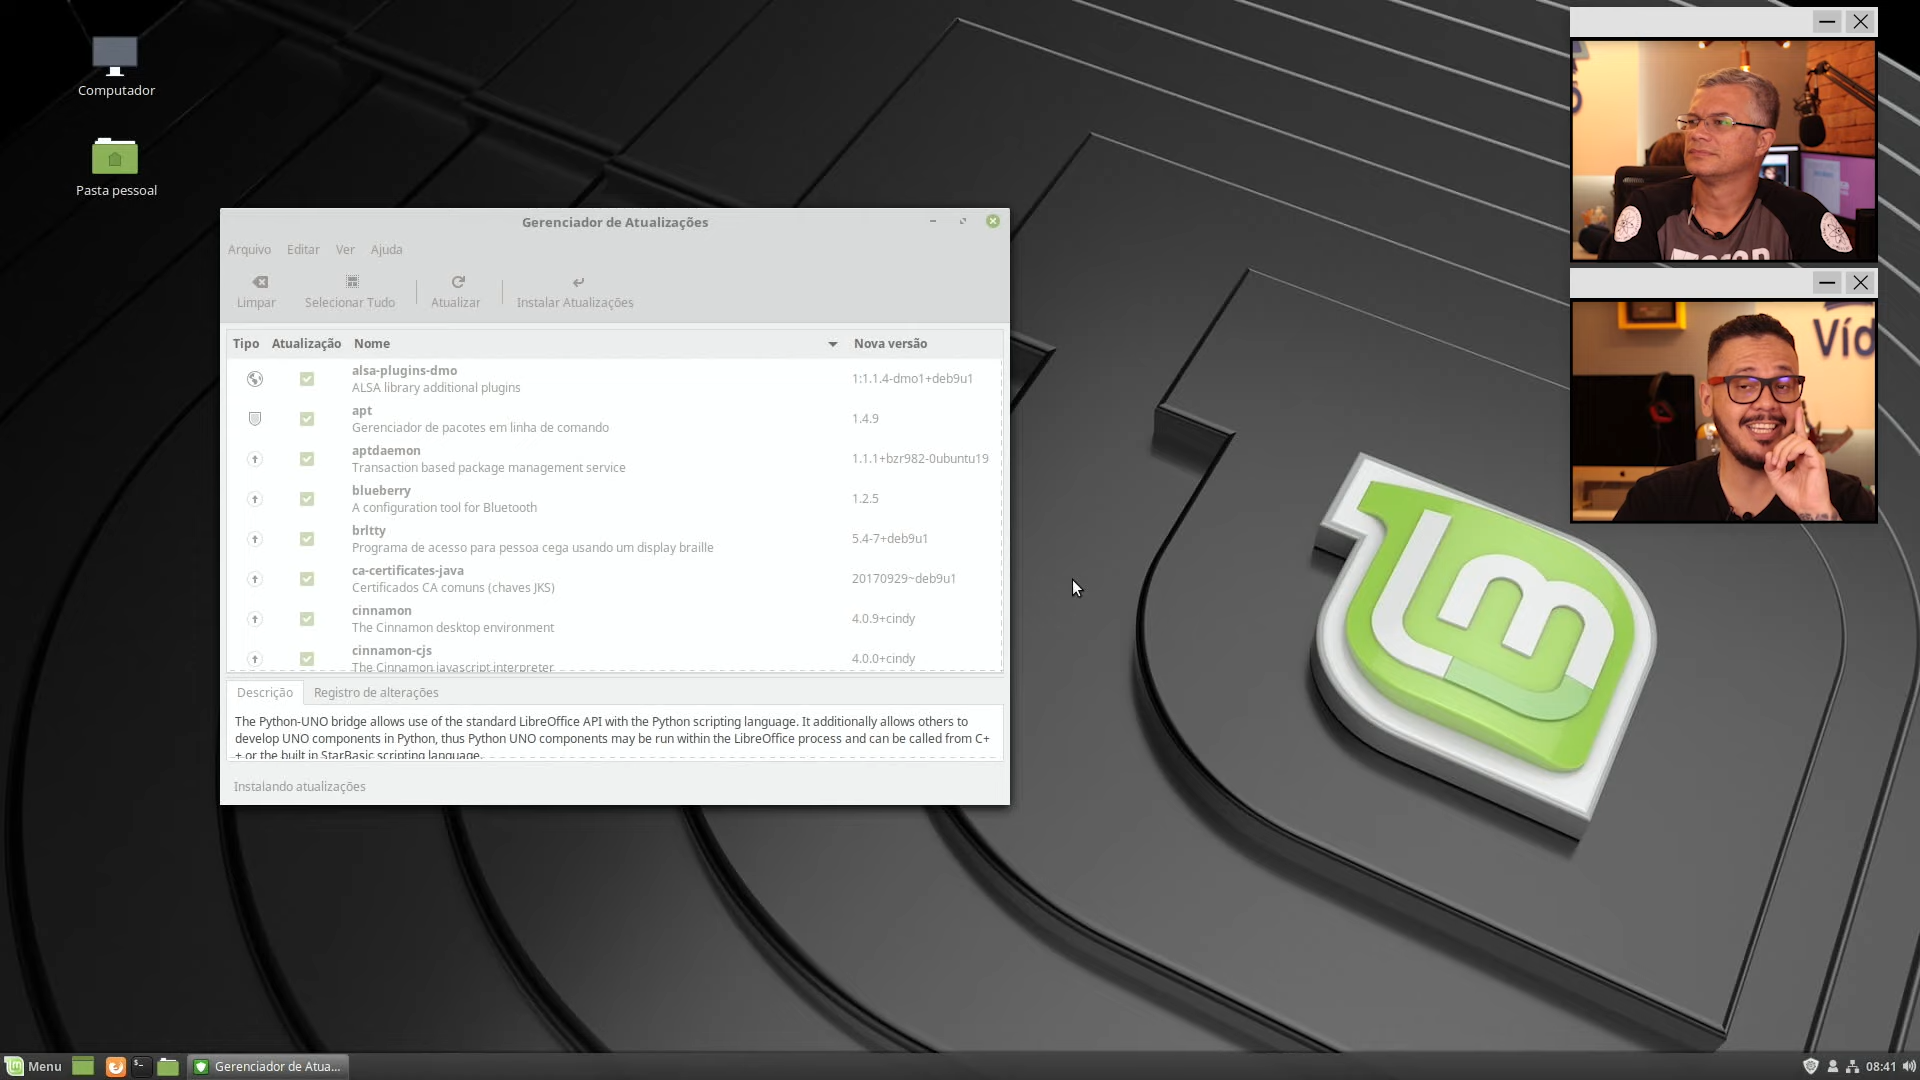 Computador
Pasta pessoal
Gerenciador de Atualizações
Arquivo Editar Ver Ajuda
Limpar Selecionar Tudo Atualizar Instalar Atualizações
Tipo Atualização Nome Nova versão
alsa-plugins-dmo
ALSA library additional plugins
1:1.1.4-dmo1+deb9u1
apt
Gerenciador de pacotes em linha de comando
1.4.9
aptdaemon
Transaction based package management service
1.1.1+bzr982-0ubuntu19
blueberry
A configuration tool for Bluetooth
1.2.5
brltty
Programa de acesso para pessoa cega usando um display braille
5.4-7+deb9u1
ca-certificates-java
Certificados CA comuns (chaves JKS)
20170929~deb9u1
cinnamon
The Cinnamon desktop environment
4.0.9+cindy
cinnamon-cjs
The Cinnamon javascript interpreter
4.0.0+cindy
Descrição Registro de alterações
The Python-UNO bridge allows use of the standard LibreOffice API with the Python scripting language. It additionally allows others to
develop UNO components in Python, thus Python UNO components may be run within the LibreOffice process and can be called from C+
+ or the built in StarBasic scripting language.
Instalando atualizações
Víd
Menu
Gerenciador de Atua...
08:41